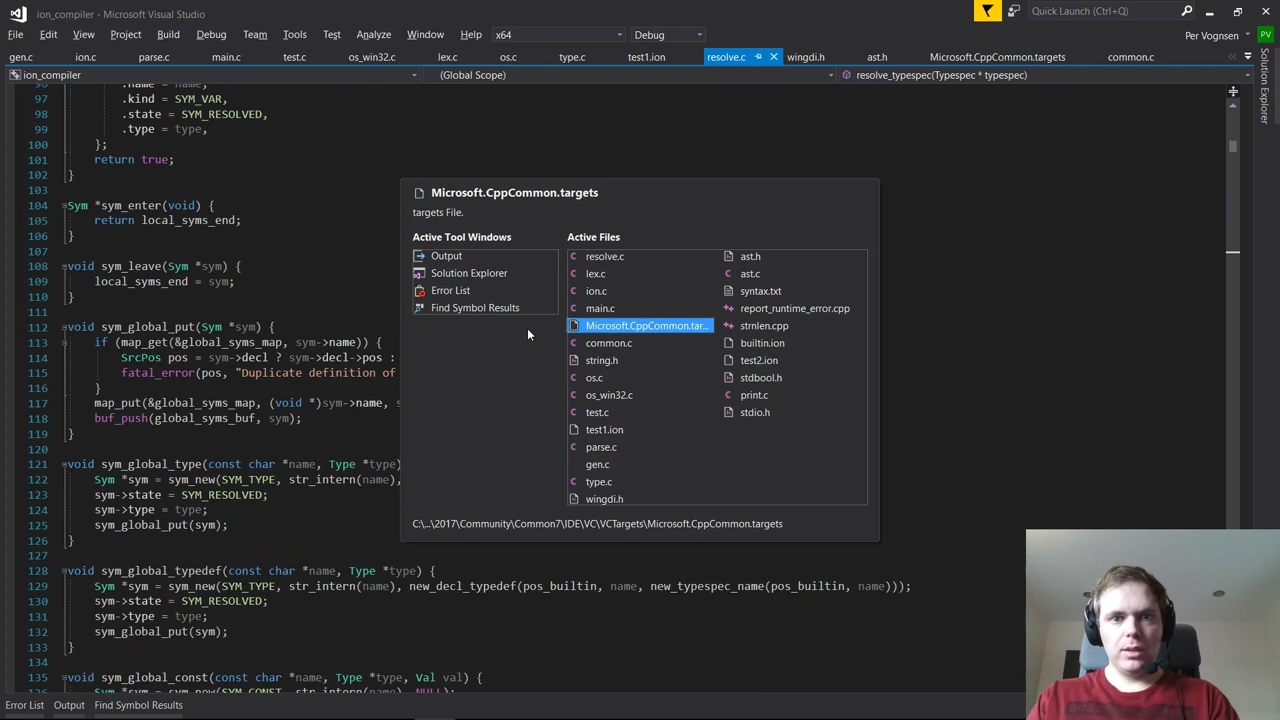 ion_compiler - Microsoft Visual Studio
Quick Launch (Ctrl+Q)
File Edit View Project Build Debug Team Tools Test Analyze Window Help x64 Debug Per Vognsen PV
gen.c ion.c parse.c main.c test.c os_win32.c os.c type.c test1.ion resolve.c wingdi.h ast.h Microsoft.CppCommon.targets common.c
Solution Explorer
ion_compiler (Global Scope) resolve_typespec(Typespec * typespec)
96 .name = name,
97 .kind = SYM_VAR,
98 .state = SYM_RESOLVED,
99 .type = type,
100 };
101 return true;
102 }
103
104 Sym *sym_enter(void) {
105 return local_syms_end;
106 }
107
108 void sym_leave(Sym *sym) {
109 local_syms_end = sym;
110 }
111
112 void sym_global_put(Sym *sym) {
113 if (map_get(&global_syms_map, sym->name)) {
114 SrcPos pos = sym->decl ? sym->decl->pos :
115 fatal_error(pos, "Duplicate definition of
116 }
117 map_put(&global_syms_map, (void *)sym->name, s
118 buf_push(global_syms_buf, sym);
119 }
120
121 void sym_global_type(const char *name, Type *type)
122 Sym *sym = sym_new(SYM_TYPE, str_intern(name),
123 sym->state = SYM_RESOLVED;
124 sym->type = type;
125 sym_global_put(sym);
126 }
127
128 void sym_global_typedef(const char *name, Type *type) {
129 Sym *sym = sym_new(SYM_TYPE, str_intern(name), new_decl_typedef(pos_builtin, name, new_typespec_name(pos_builtin, name)));
130 sym->state = SYM_RESOLVED;
131 sym->type = type;
132 sym_global_put(sym);
133 }
134
135 void sym_global_const(const char *name, Type *type, Val val) {
136 Sym *sym = sym_new(SYM_CONST, str_intern(name), NULL);
Microsoft.CppCommon.targets
targets File.
Active Tool Windows
Output
Solution Explorer
Error List
Find Symbol Results
Active Files
resolve.c
lex.c
ion.c
main.c
Microsoft.CppCommon.tar...
common.c
string.h
os.c
os_win32.c
test.c
test1.ion
parse.c
gen.c
type.c
wingdi.h
ast.h
ast.c
syntax.txt
report_runtime_error.cpp
strnlen.cpp
builtin.ion
test2.ion
stdbool.h
print.c
stdio.h
C:\...\2017\Community\Common7\IDE\VC\VCTargets\Microsoft.CppCommon.targets
Error List Output Find Symbol Results